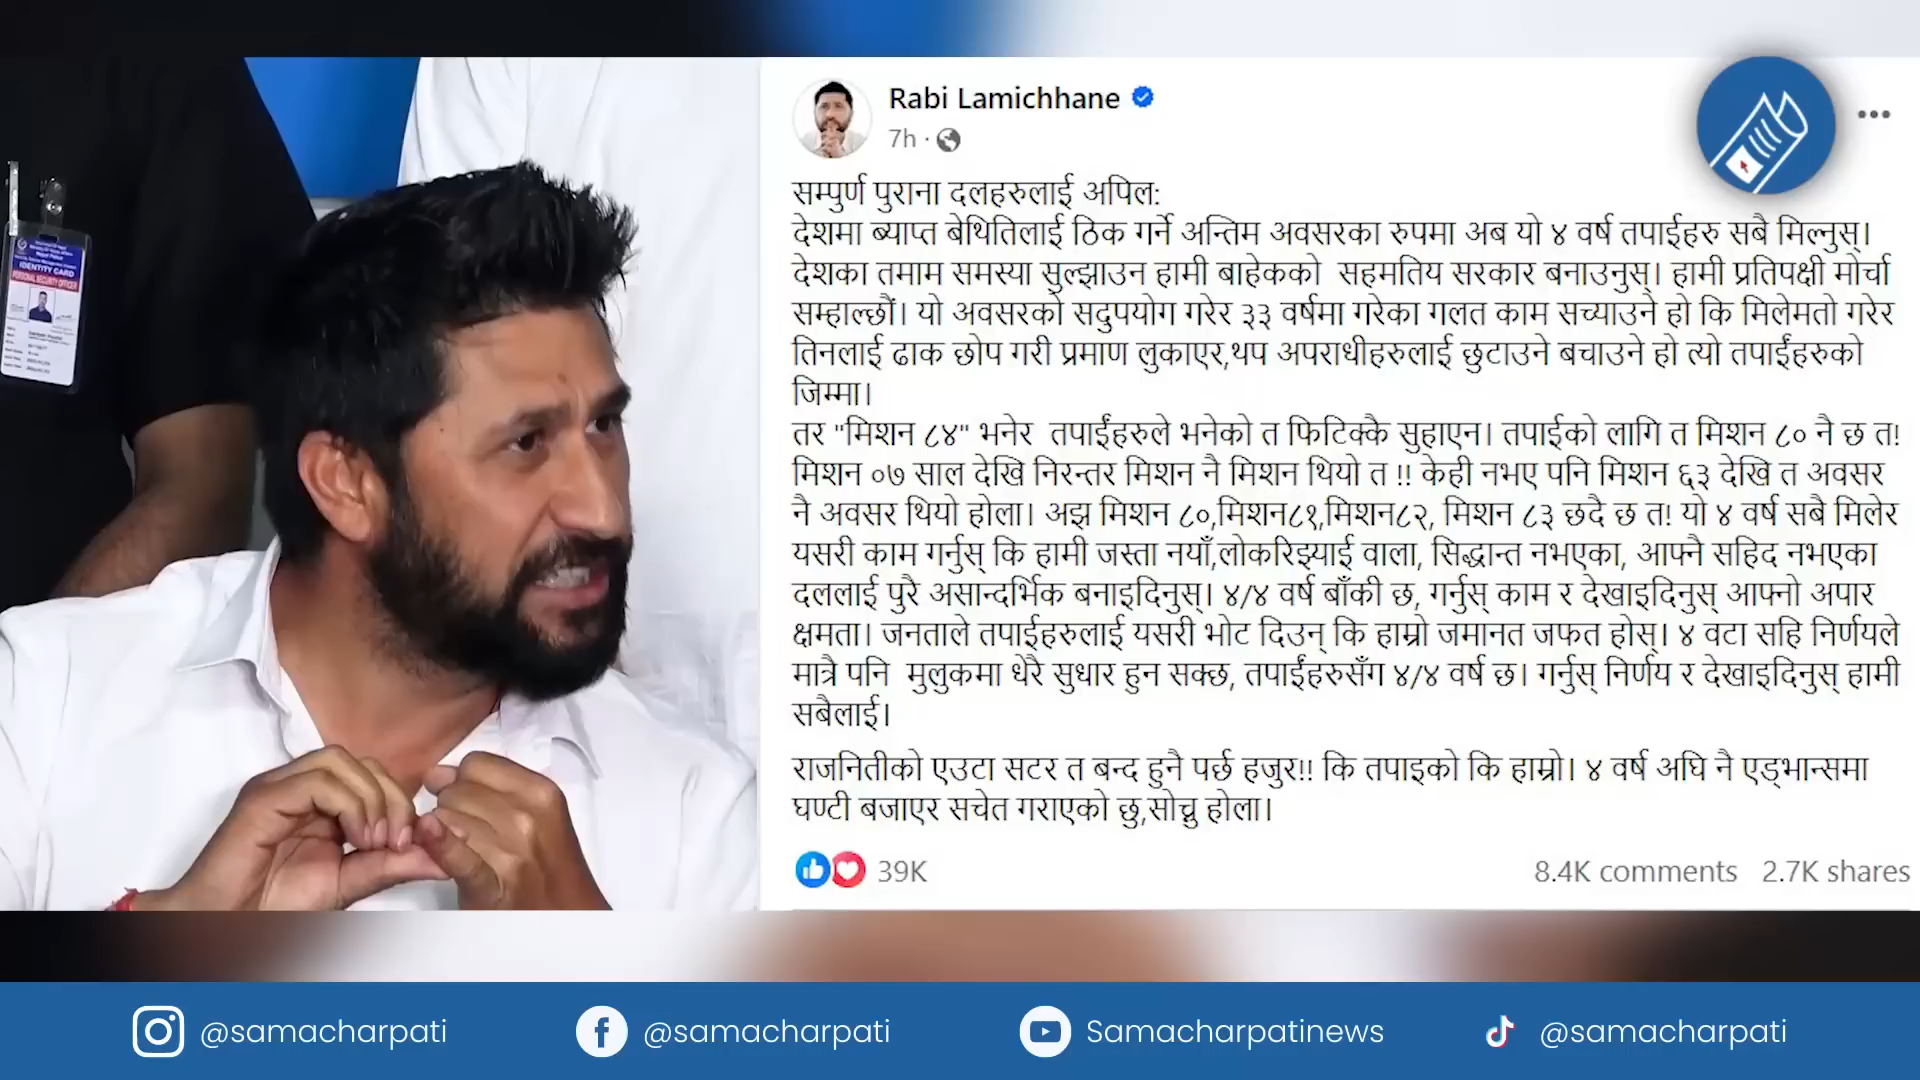 IDENTITY CARD
PERSONAL SECURITY OFFICER
Rabi Lamichhane
7h ·
सम्पुर्ण पुराना दलहरुलाई अपिल:
देशमा ब्याप्त बेथितिलाई ठिक गर्ने अन्तिम अवसरका रुपमा अब यो ४ वर्ष तपाईहरु सबै मिल्नुस्।
देशका तमाम समस्या सुल्झाउन हामी बाहेकको सहमतिय सरकार बनाउनुस्। हामी प्रतिपक्षी मोर्चा
सम्हाल्छौं। यो अवसरको सदुपयोग गरेर ३३ वर्षमा गरेका गलत काम सच्याउने हो कि मिलेमतो गरेर
तिनलाई ढाक छोप गरी प्रमाण लुकाएर,थप अपराधीहरुलाई छुटाउने बचाउने हो त्यो तपाईंहरुको
जिम्मा।
तर "मिशन ८४" भनेर तपाईंहरुले भनेको त फिटिक्कै सुहाएन। तपाईको लागि त मिशन ८० नै छ त!
मिशन ०७ साल देखि निरन्तर मिशन नै मिशन थियो त !! केही नभए पनि मिशन ६३ देखि त अवसर
नै अवसर थियो होला। अझ मिशन ८०,मिशन८१,मिशन८२, मिशन ८३ छदै छ त! यो ४ वर्ष सबै मिलेर
यसरी काम गर्नुस् कि हामी जस्ता नयाँ,लोकरिझ्याई वाला, सिद्धान्त नभएका, आफ्नै सहिद नभएका
दललाई पुरै असान्दर्भिक बनाइदिनुस्। ४/४ वर्ष बाँकी छ, गर्नुस् काम र देखाइदिनुस् आफ्नो अपार
क्षमता। जनताले तपाईहरुलाई यसरी भोट दिउन् कि हाम्रो जमानत जफत होस्। ४ वटा सहि निर्णयले
मात्रै पनि मुलुकमा धेरै सुधार हुन सक्छ, तपाईंहरुसँग ४/४ वर्ष छ। गर्नुस् निर्णय र देखाइदिनुस् हामी
सबैलाई।
राजनितीको एउटा सटर त बन्द हुनै पर्छ हजुर!! कि तपाइको कि हाम्रो। ४ वर्ष अघि नै एड्भान्समा
घण्टी बजाएर सचेत गराएको छु,सोच्नु होला।
39K
8.4K comments 2.7K shares
@samacharpati @samacharpati Samacharpatinews @samacharpati